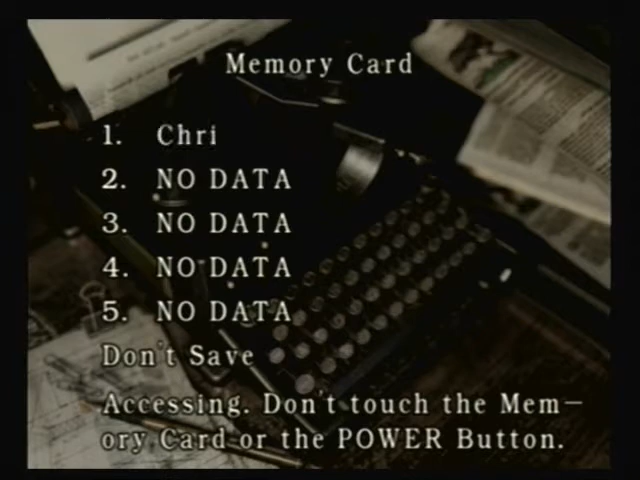 Memory Card
1. Chri
2. NO DATA
3. NO DATA
4. NO DATA
5. NO DATA
Don't Save
Accessing. Don't touch the Mem-
ory Card or the POWER Button.